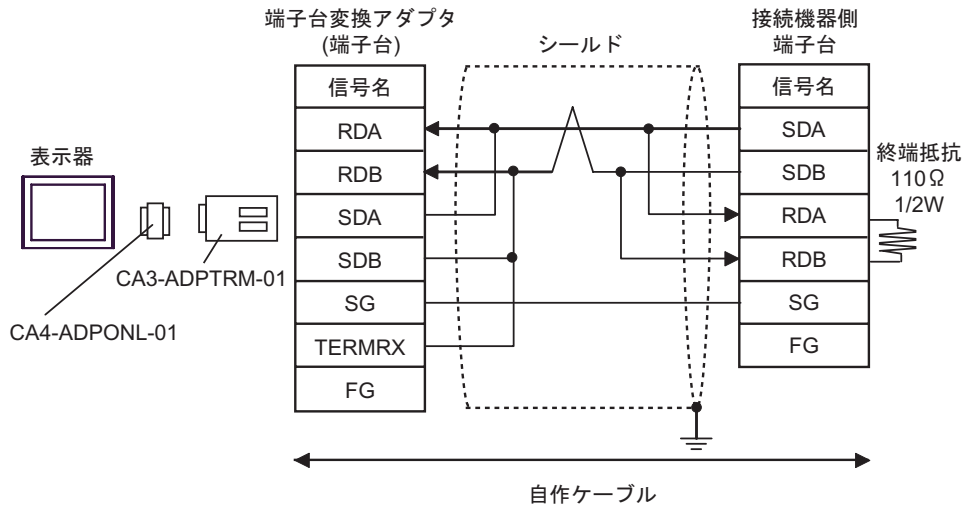 端子台変換アダプタ
(端子台)
シールド
接続機器側
端子台
信号名
RDA
RDB
SDA
SDB
SG
TERMRX
FG
信号名
SDA
SDB
RDA
RDB
SG
FG
終端抵抗
110Ω
1/2W
表示器
CA3-ADPTRM-01
CA4-ADPONL-01
自作ケーブル